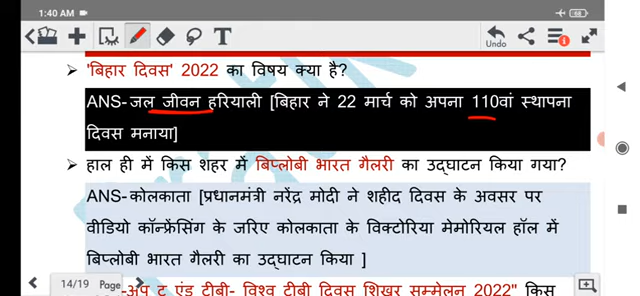 1:40 AM
68
T
Undo
'बिहार दिवस' 2022 का विषय क्या है?
ANS-जल जीवन हरियाली [बिहार ने 22 मार्च को अपना 110वां स्थापना
दिवस मनाया]
हाल ही में किस शहर में बिप्लोबी भारत गैलरी का उद्घाटन किया गया?
ANS-कोलकाता [प्रधानमंत्री नरेंद्र मोदी ने शहीद दिवस के अवसर पर
वीडियो कॉन्फ्रेंसिंग के जरिए कोलकाता के विक्टोरिया मेमोरियल हॉल में
बिप्लोबी भारत गैलरी का उद्घाटन किया ]
14/19
एंड टीबी- विश्व टीबी दिवस शिखर सम्मेलन 2022" किस